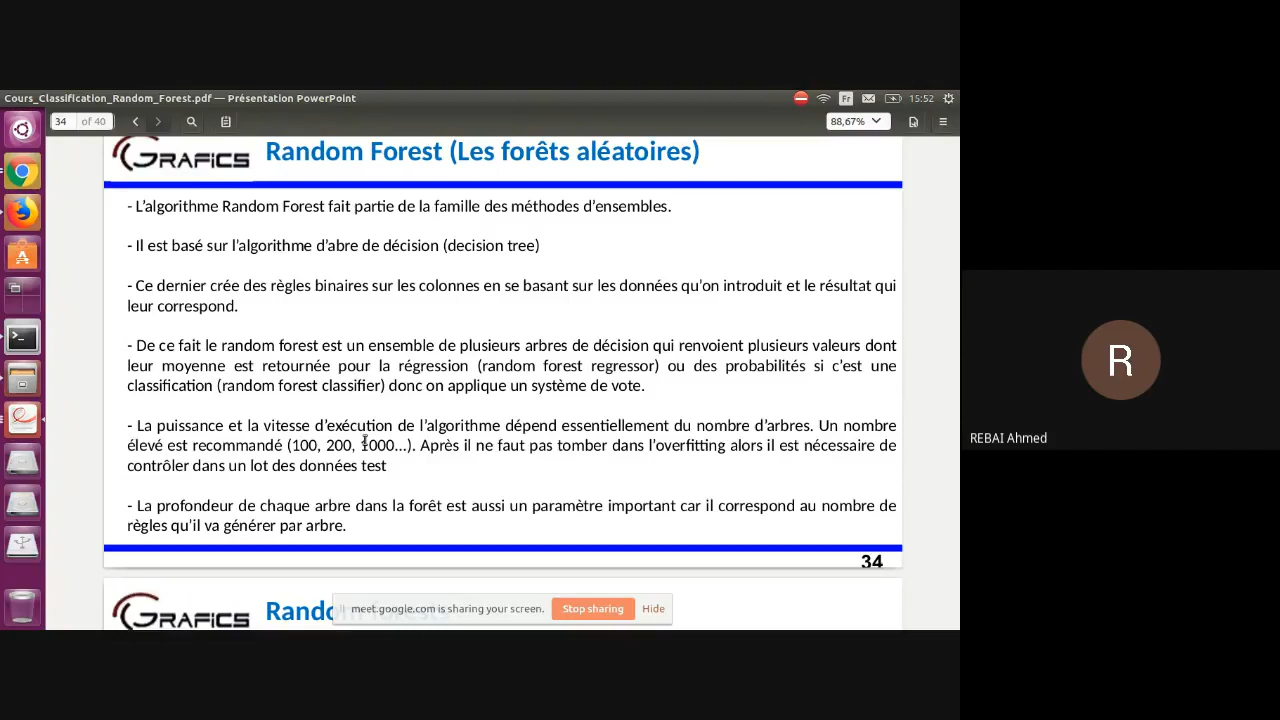 Cours_Classification_Random_Forest.pdf — Présentation PowerPoint
Fr
15:52
34 of 40
88,67%
GRAFICS
Random Forest (Les forêts aléatoires)
- L’algorithme Random Forest fait partie de la famille des méthodes d’ensembles.
- Il est basé sur l’algorithme d’abre de décision (decision tree)
- Ce dernier crée des règles binaires sur les colonnes en se basant sur les données qu’on introduit et le résultat qui
leur correspond.
- De ce fait le random forest est un ensemble de plusieurs arbres de décision qui renvoient plusieurs valeurs dont
leur moyenne est retournée pour la régression (random forest regressor) ou des probabilités si c’est une
classification (random forest classifier) donc on applique un système de vote.
- La puissance et la vitesse d’exécution de l’algorithme dépend essentiellement du nombre d’arbres. Un nombre
élevé est recommandé (100, 200, 1000...). Après il ne faut pas tomber dans l’overfitting alors il est nécessaire de
contrôler dans un lot des données test
- La profondeur de chaque arbre dans la forêt est aussi un paramètre important car il correspond au nombre de
règles qu’il va générer par arbre.
34
GRAFICS
meet.google.com is sharing your screen.
Stop sharing
Hide
R
REBAI Ahmed